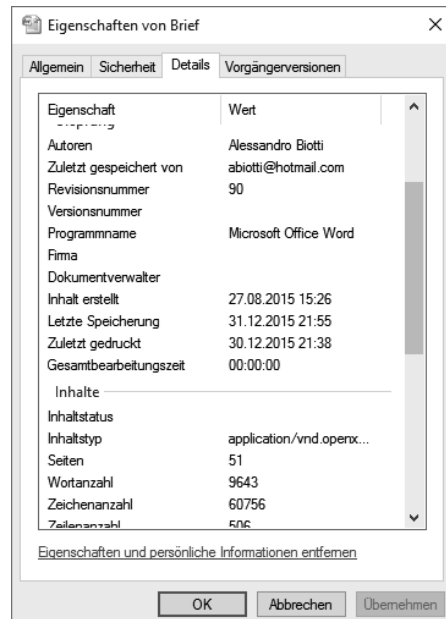 Eigenschaften von Brief
Allgemein Sicherheit Details Vorgängerversionen
Eigenschaft Wert
Ursprung
Autoren Alessandro Biotti
Zuletzt gespeichert von abiotti@hotmail.com
Revisionsnummer 90
Versionsnummer
Programmname Microsoft Office Word
Firma
Dokumentverwalter
Inhalt erstellt 27.08.2015 15:26
Letzte Speicherung 31.12.2015 21:55
Zuletzt gedruckt 30.12.2015 21:38
Gesamtbearbeitungszeit 00:00:00
Inhalte
Inhaltstatus
Inhaltstyp application/vnd.openx...
Seiten 51
Wortanzahl 9643
Zeichenanzahl 60756
Zeilenanzahl 506
Eigenschaften und persönliche Informationen entfernen
OK Abbrechen Übernehmen